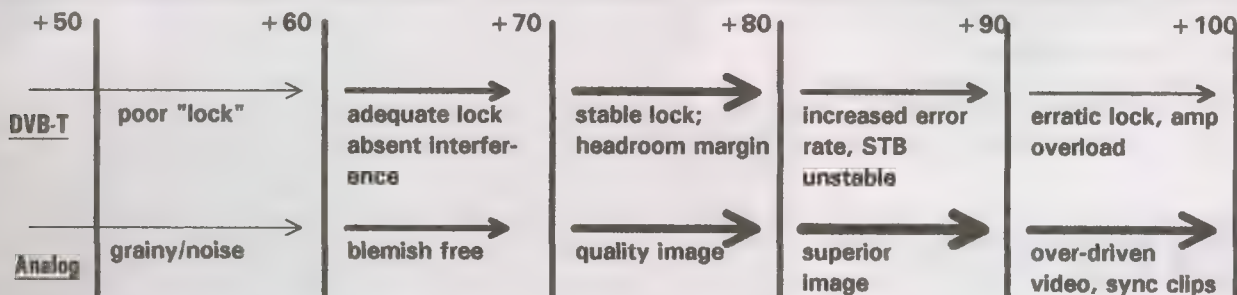 +50 +60 +70 +80 +90 +100
DVB-T
poor "lock"
adequate lock
absent interfer-
ence
stable lock;
headroom margin
increased error
rate, STB
unstable
erratic lock, amp
overload
Analog
grainy/noise
blemish free
quality image
superior
image
over-driven
video, sync clips